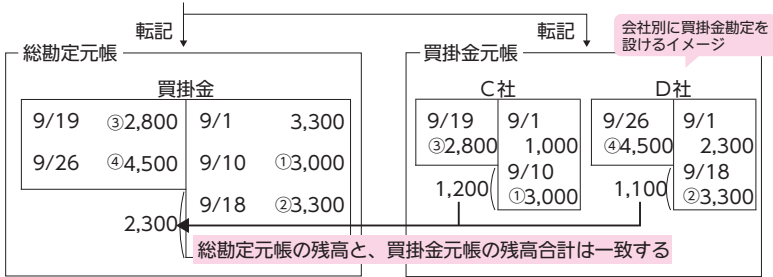 転記
転記
会社別に買掛金勘定を
設けるイメージ
総勘定元帳
買掛金
9/19 ③2,800 9/1 3,300
9/26 ④4,500 9/10 ①3,000
9/18 ②3,300
2,300
買掛金元帳
C社
9/19 9/1
③2,800 1,000
9/10
1,200 ①3,000
D社
9/26 9/1
④4,500 2,300
9/18
1,100 ②3,300
総勘定元帳の残高と、買掛金元帳の残高合計は一致する